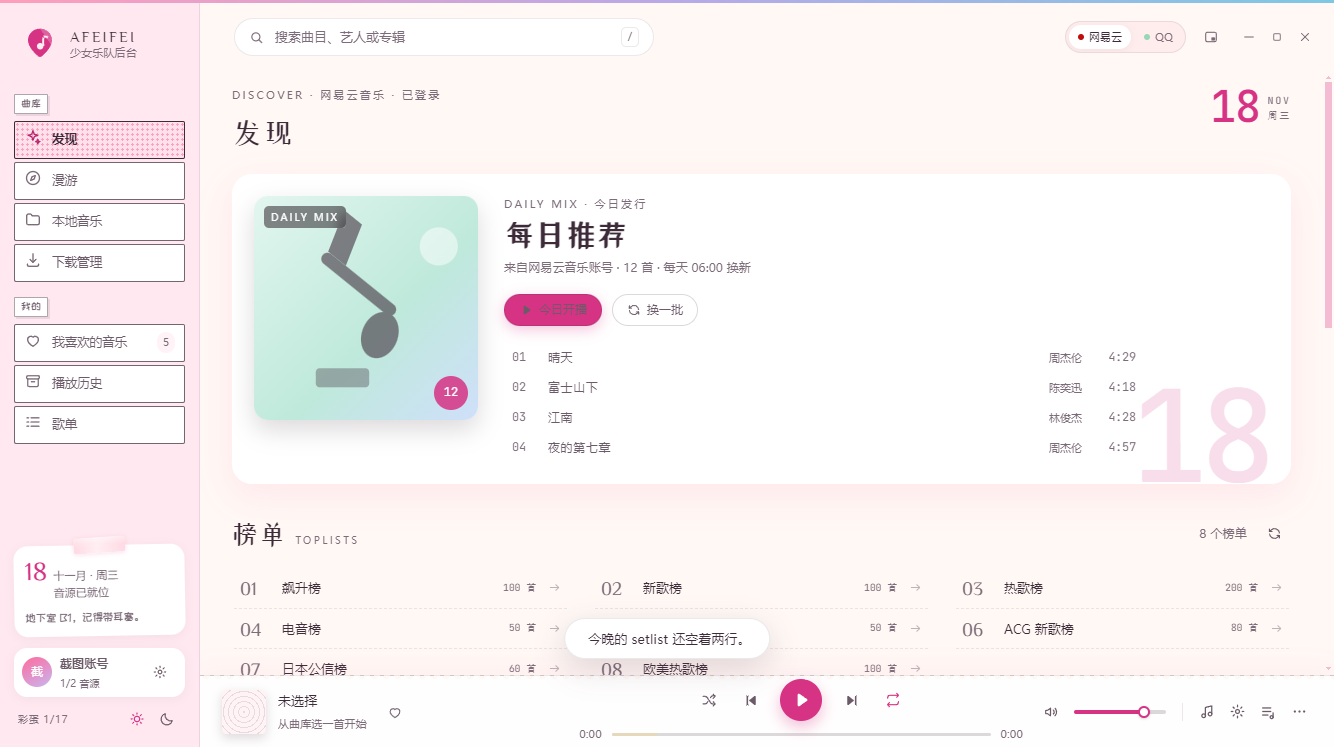 AFEIFEI
少女乐队后台
曲库
发现
漫游
本地音乐
下载管理
我的
我喜欢的音乐 5
播放历史
歌单
18 十一月 · 周三
音源已就位
地下室 B1，记得带耳塞。
截 截图账号
1/2 音源
彩蛋 1/17
搜索曲目、艺人或专辑 /
网易云 QQ
DISCOVER · 网易云音乐 · 已登录
发现
18 NOV
周三
DAILY MIX
12
DAILY MIX · 今日发行
每日推荐
来自网易云音乐账号 · 12 首 · 每天 06:00 换新
今日开演 换一批
01 晴天 周杰伦 4:29
02 富士山下 陈奕迅 4:18
03 江南 林俊杰 4:28
04 夜的第七章 周杰伦 4:57
18
榜单 TOPLISTS 8 个榜单
01 飙升榜 100 首 →
02 新歌榜 100 首 →
03 热歌榜 200 首 →
04 电音榜 50 首 →
50 首 →
06 ACG 新歌榜 80 首 →
07 日本公信榜 60 首 →
08 欧美热歌榜 100 首 →
今晚的 setlist 还空着两行。
未选择
从曲库选一首开始
0:00 0:00